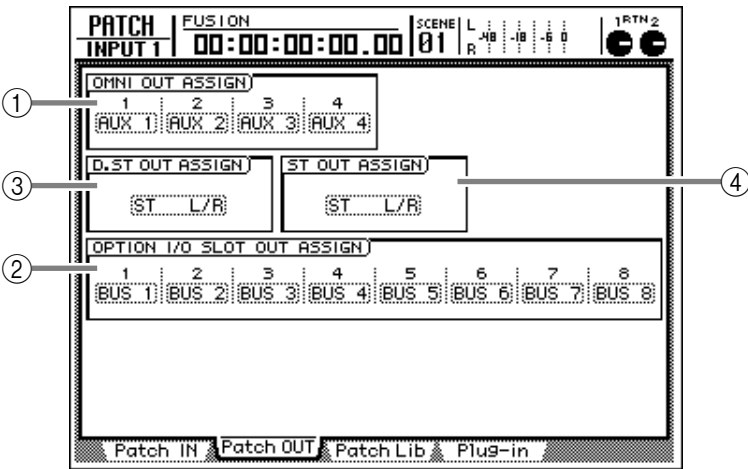 PATCH FUSION SCENE L -48 -18 -6 0 1 RTN 2
INPUT 1 00:00:00:00.00 01 R
OMNI OUT ASSIGN
① 1 2 3 4
AUX 1 AUX 2 AUX 3 AUX 4
D.ST OUT ASSIGN ST OUT ASSIGN
③ ④
ST L/R ST L/R
OPTION I/O SLOT OUT ASSIGN
② 1 2 3 4 5 6 7 8
BUS 1 BUS 2 BUS 3 BUS 4 BUS 5 BUS 6 BUS 7 BUS 8
Patch IN Patch OUT Patch Lib Plug-in